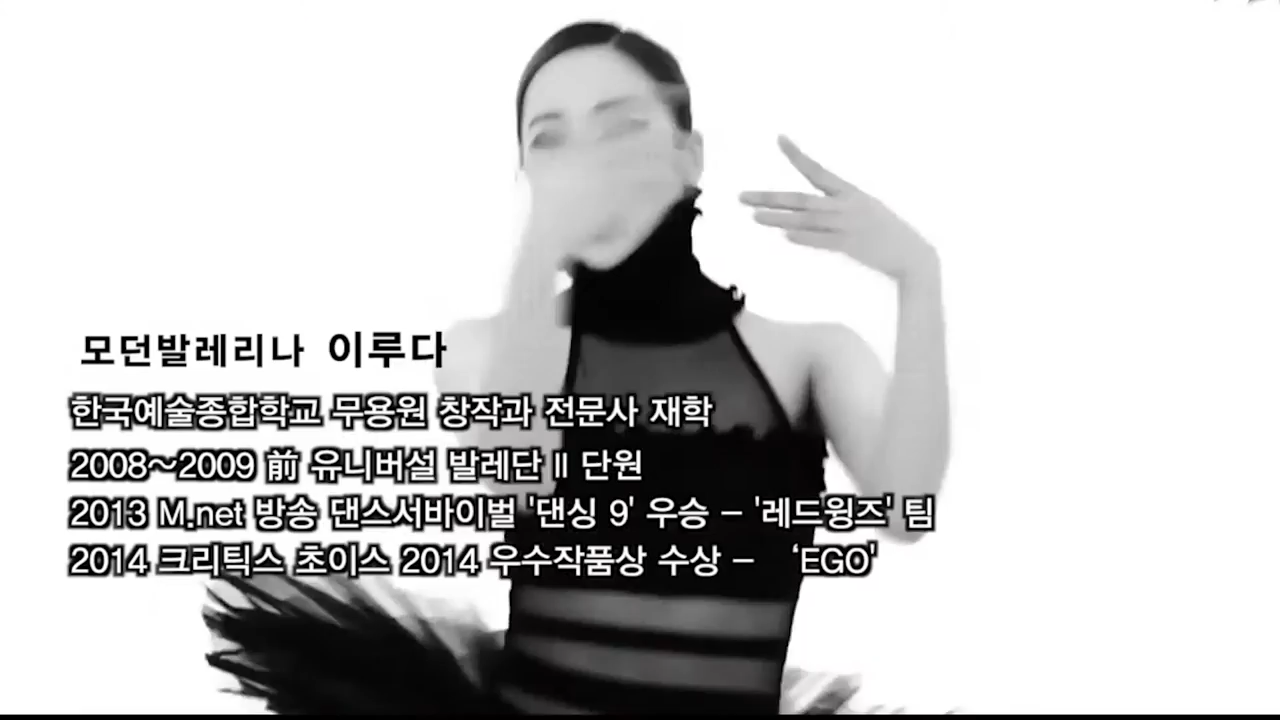 모던발레리나 이루다
한국예술종합학교 무용원 창작과 전문사 재학
2008~2009 前 유니버설 발레단 II 단원
2013 M.net 방송 댄스서바이벌 '댄싱 9' 우승 - '레드윙즈' 팀
2014 크리틱스 초이스 2014 우수작품상 수상 - ‘EGO'